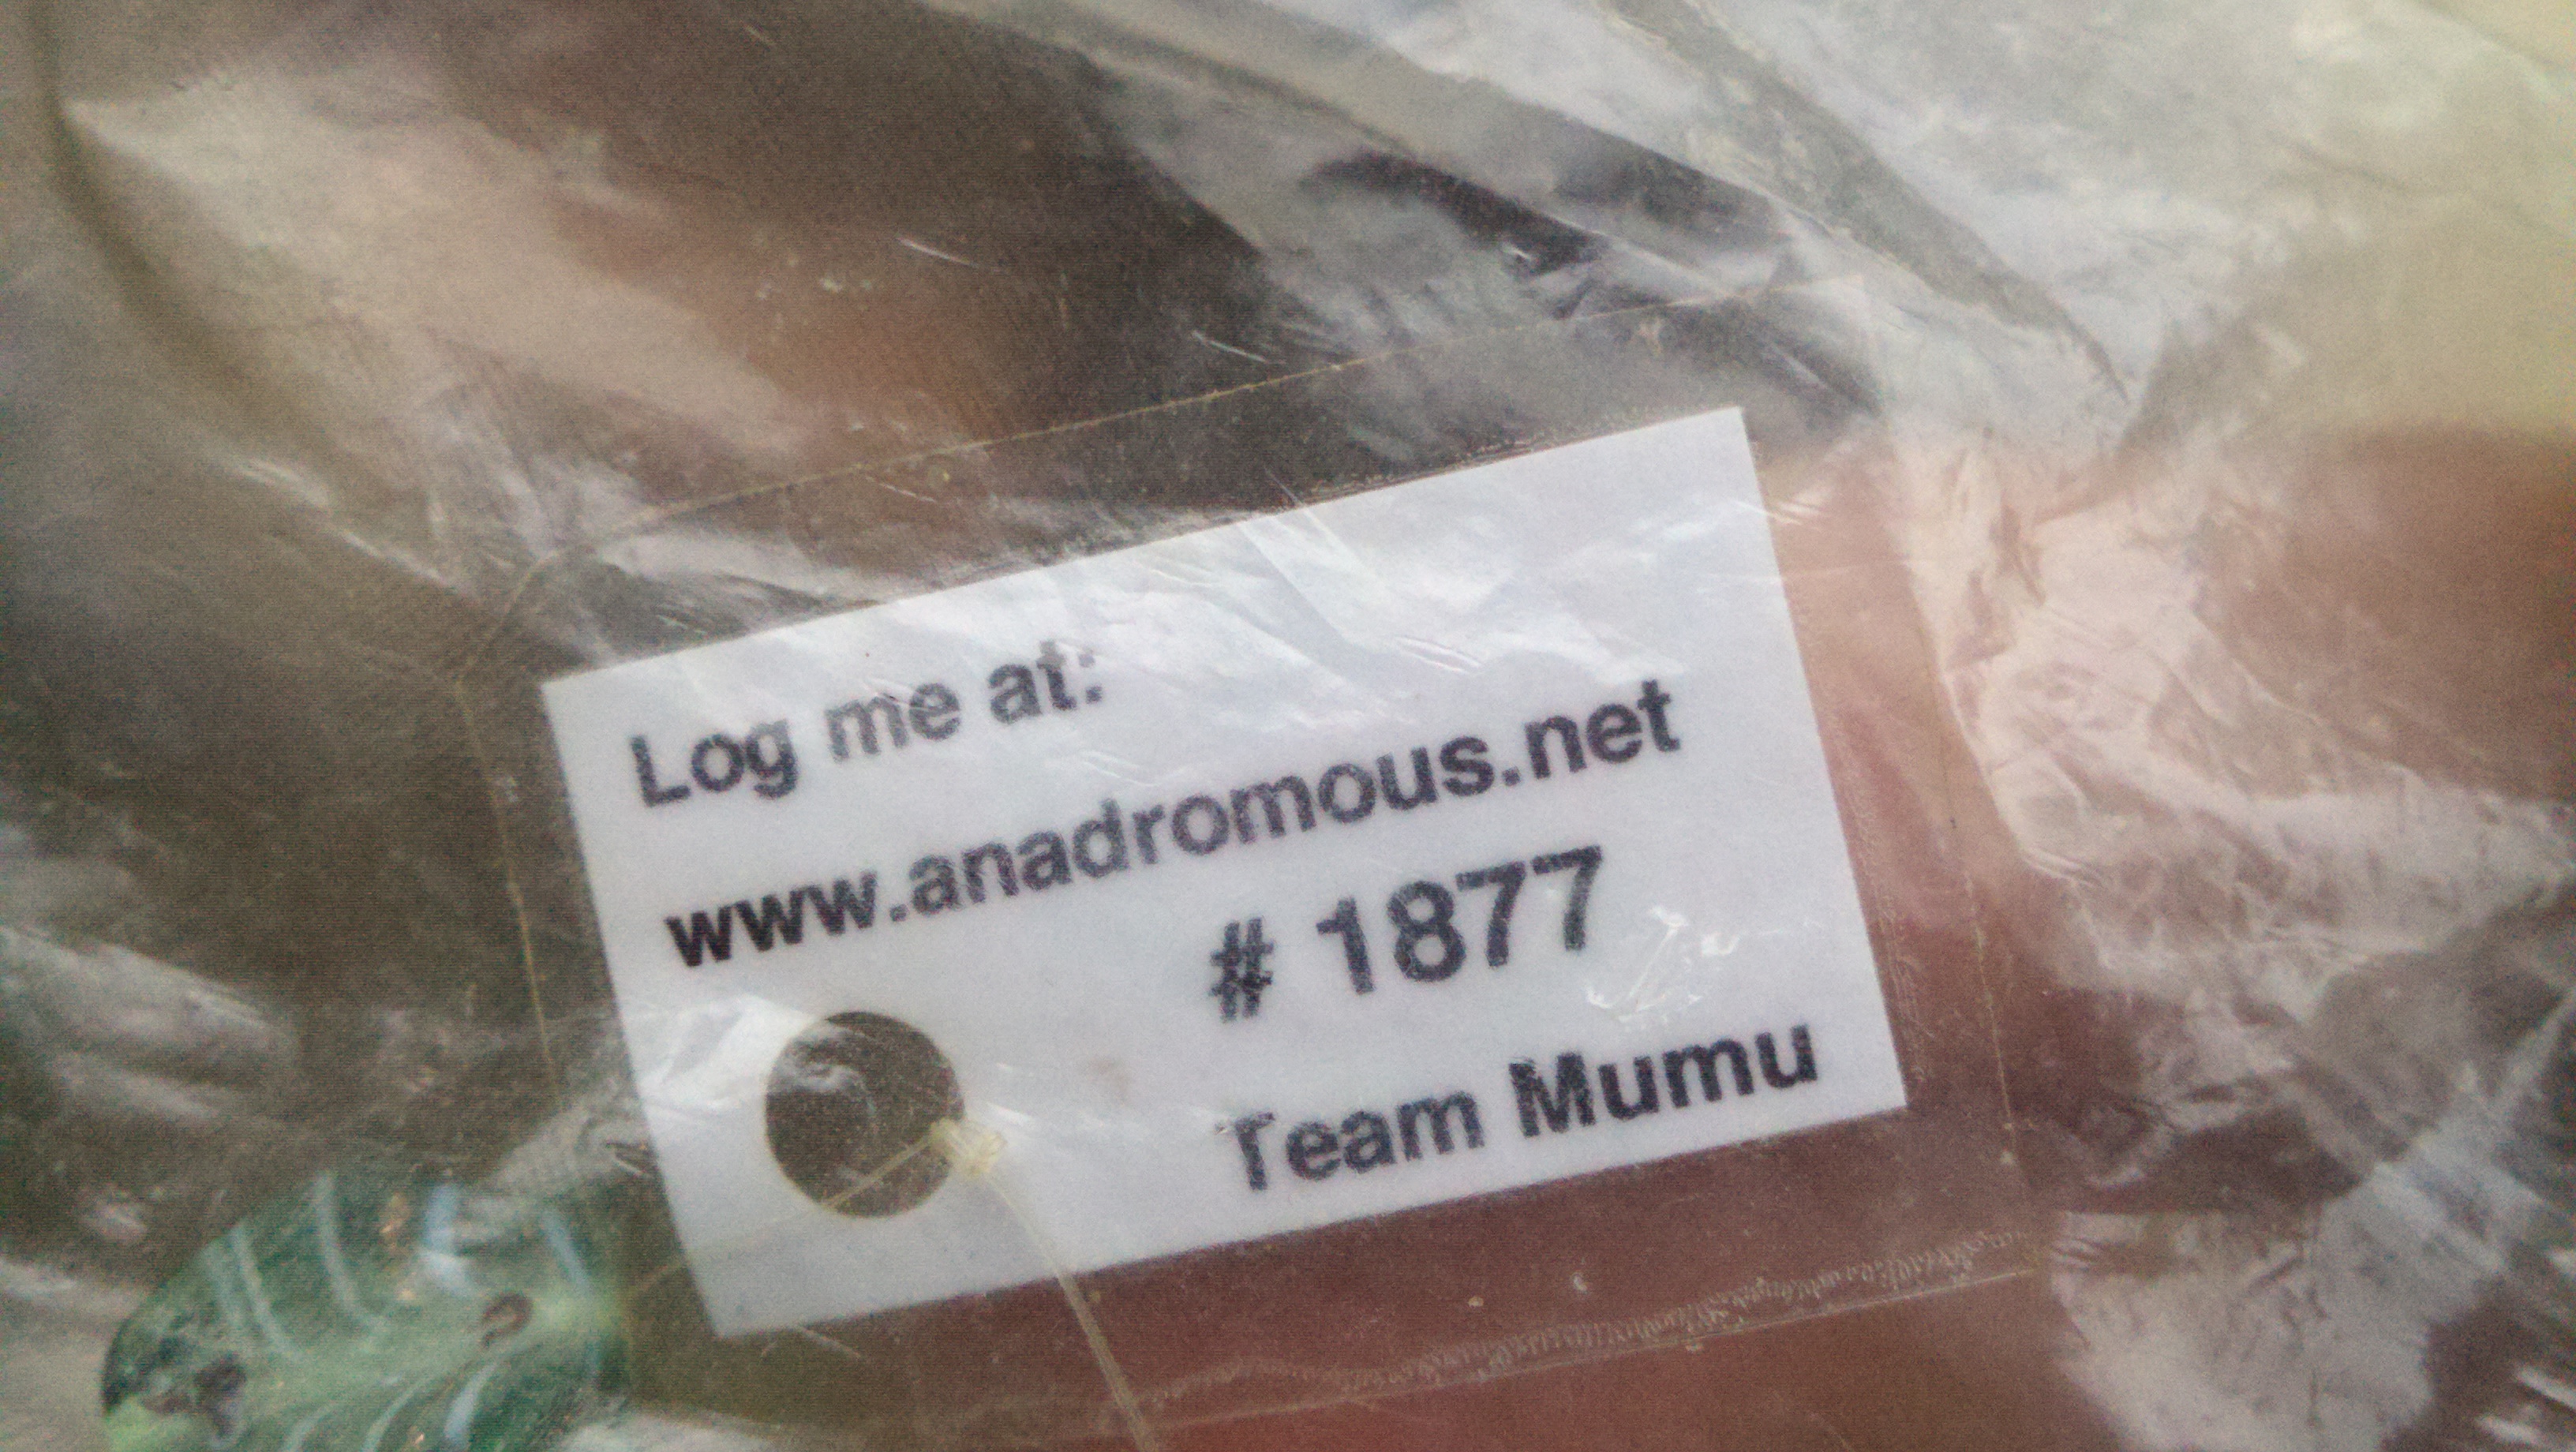 Log me at:
www.anadromous.net
# 1877
Team Mumu